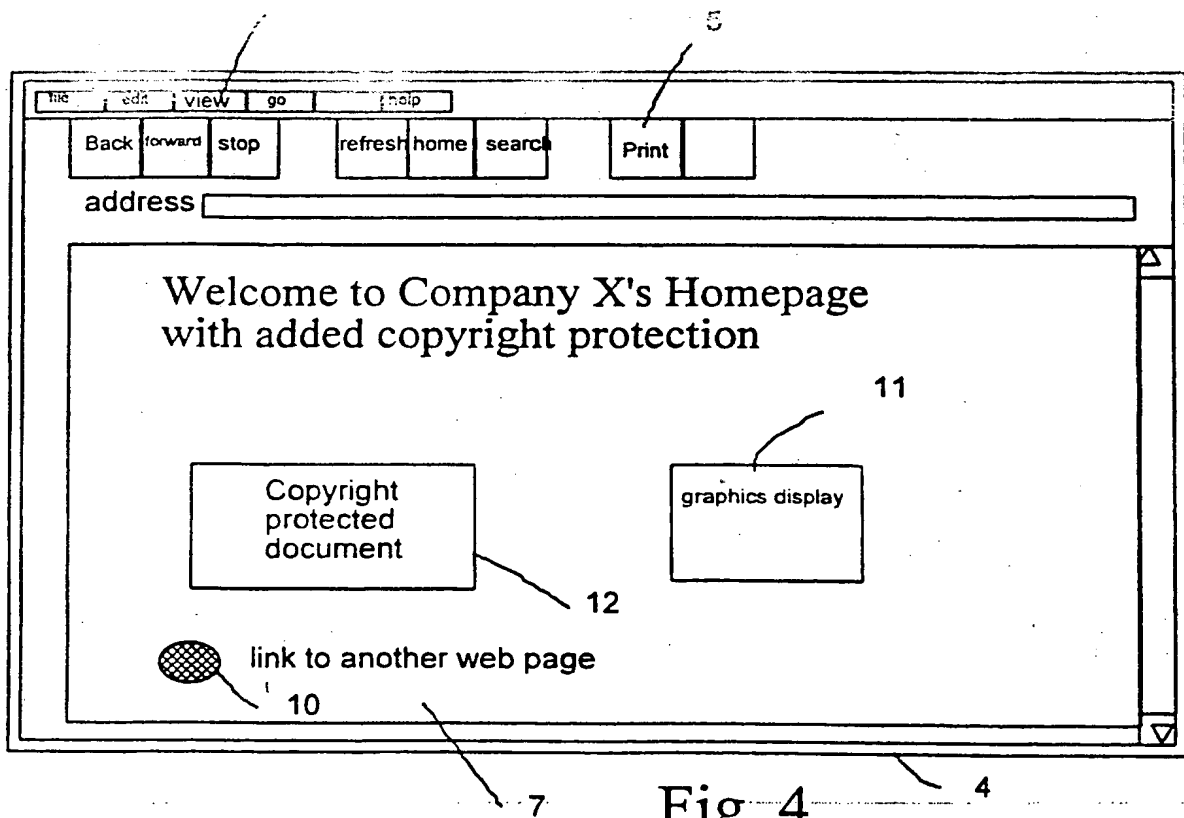 5
file edit view go help
Back forward stop refresh home search Print
address
Welcome to Company X's Homepage
with added copyright protection
11
Copyright
protected
document
graphics display
12
link to another web page
10
7
4
Fig 4